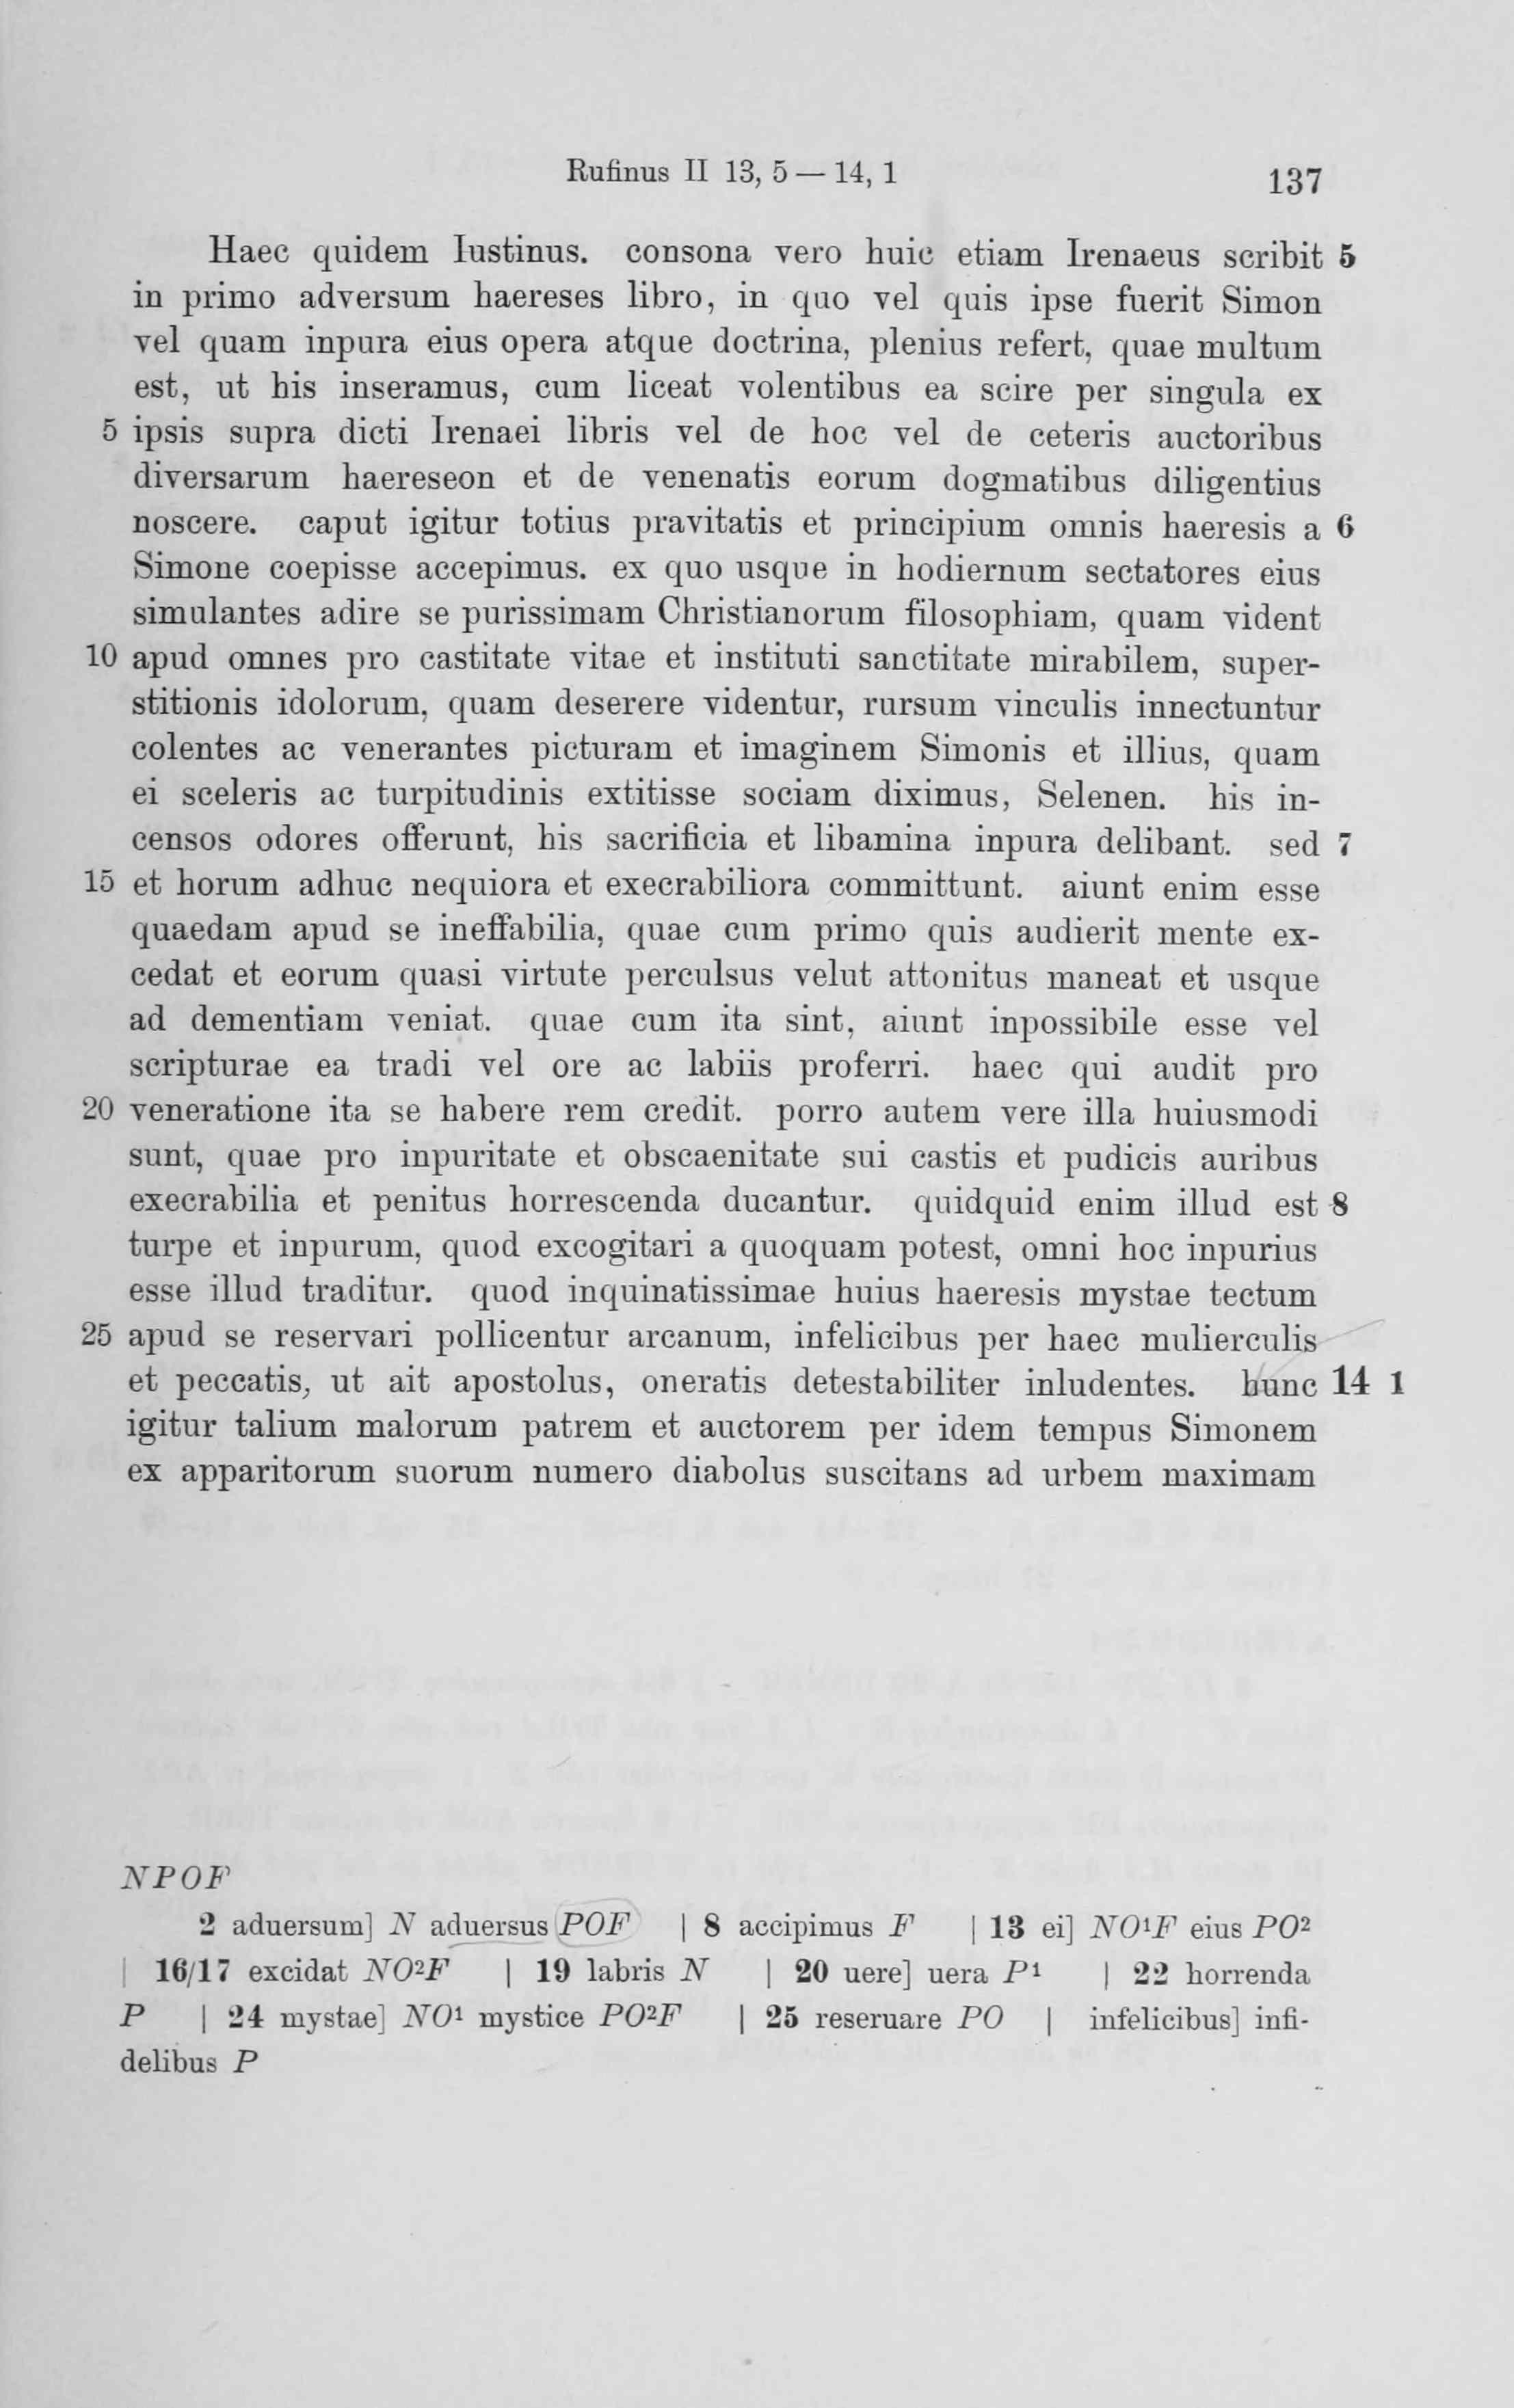 Rufinus II 13, 5 — 14, 1
137
Haec quidem Iustinus. consona vero huic etiam Irenaeus scribit 5
in primo adversum haereses libro, in quo vel quis ipse fuerit Simon
vel quam inpura eius opera atque doctrina, plenius refert, quae multum
est, ut his inseramus, cum liceat volentibus ea scire per singula ex
5 ipsis supra dicti Irenaei libris vel de hoc vel de ceteris auctoribus
diversarum haereseon et de venenatis eorum dogmatibus diligentius
noscere. caput igitur totius pravitatis et principium omnis haeresis a 6
Simone coepisse accepimus. ex quo usque in hodiernum sectatores eius
simulantes adire se purissimam Christianorum filosophiam, quam vident
10 apud omnes pro castitate vitae et instituti sanctitate mirabilem, super-
stitionis idolorum, quam deserere videntur, rursum vinculis innectuntur
colentes ac venerantes picturam et imaginem Simonis et illius, quam
ei sceleris ac turpitudinis extitisse sociam diximus, Selenen. his in-
censos odores offerunt, his sacrificia et libamina inpura delibant. sed 7
15 et horum adhuc nequiora et execrabiliora committunt. aiunt enim esse
quaedam apud se ineffabilia, quae cum primo quis audierit mente ex-
cedat et eorum quasi virtute perculsus velut attonitus maneat et usque
ad dementiam veniat. quae cum ita sint, aiunt inpossibile esse vel
scripturae ea tradi vel ore ac labiis proferri. haec qui audit pro
20 veneratione ita se habere rem credit. porro autem vere illa huiusmodi
sunt, quae pro inpuritate et obscaenitate sui castis et pudicis auribus
execrabilia et penitus horrescenda ducantur. quidquid enim illud est 8
turpe et inpurum, quod excogitari a quoquam potest, omni hoc inpurius
esse illud traditur. quod inquinatissimae huius haeresis mystae tectum
25 apud se reservari pollicentur arcanum, infelicibus per haec mulierculis
et peccatis, ut ait apostolus, oneratis detestabiliter inludentes. hunc 14 1
igitur talium malorum patrem et auctorem per idem tempus Simonem
ex apparitorum suorum numero diabolus suscitans ad urbem maximam
NPOF
2 aduersum] N aduersus POF | 8 accipimus F | 13 ei] NO¹F eius PO²
| 16/17 excidat NO²F | 19 labris N | 20 uere] uera P¹ | 22 horrenda
P | 24 mystae] NO¹ mystice PO²F | 25 reseruare PO | infelicibus] infi-
delibus P